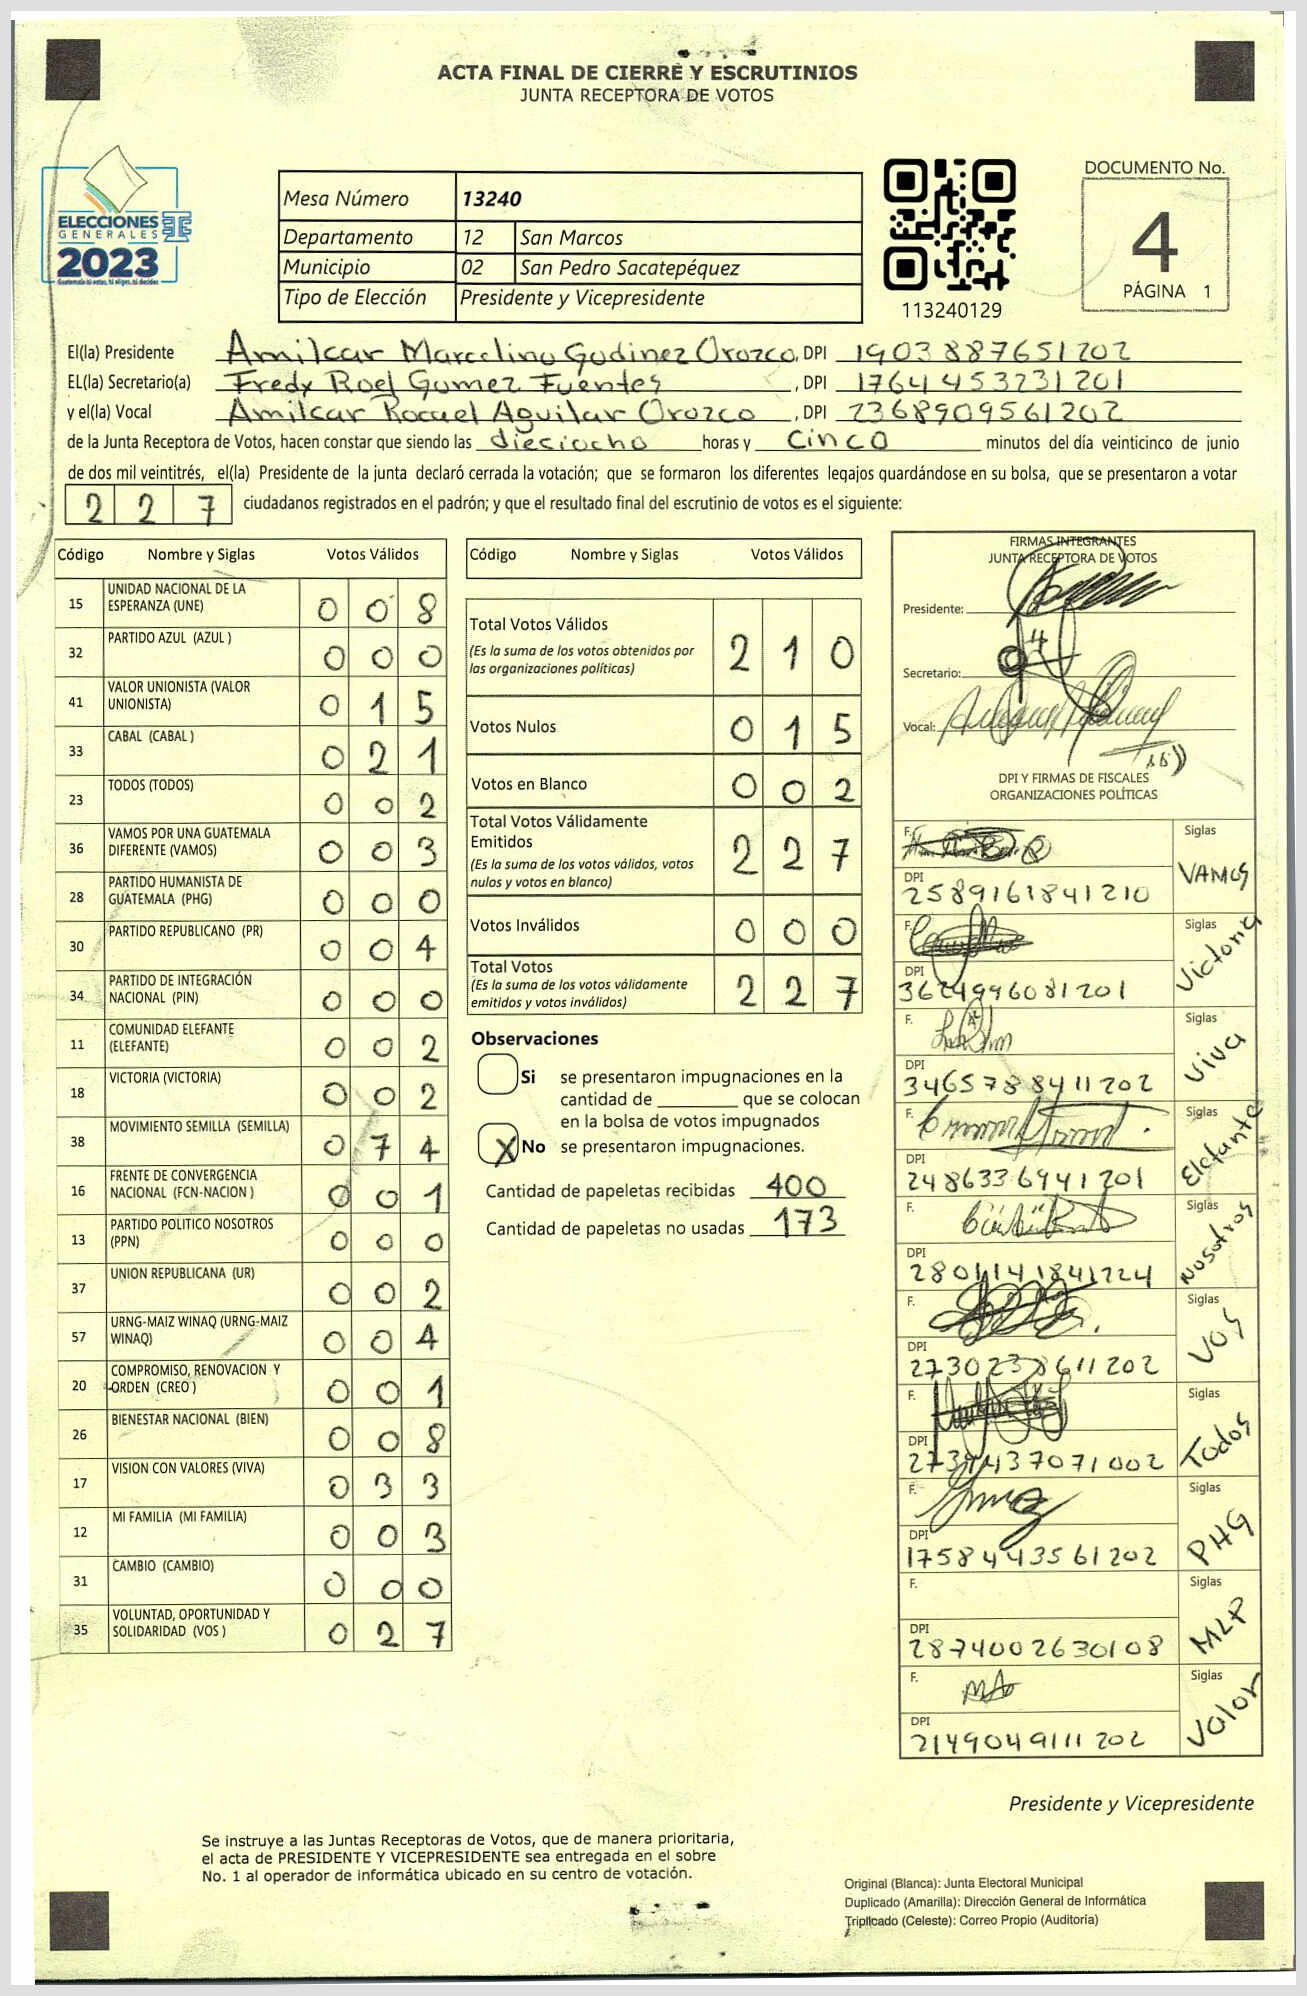 ACTA FINAL DE CIERRE Y ESCRUTINIOS
JUNTA RECEPTORA DE VOTOS
ELECCIONES
GENERALES
2023
Guatemala tú votas, tú eliges, tú decides
Mesa Número 13240
Departamento 12 San Marcos
Municipio 02 San Pedro Sacatepéquez
Tipo de Elección Presidente y Vicepresidente
113240129
DOCUMENTO No.
4
PÁGINA 1
El(la) Presidente Amilcar Marcelino Godinez Orozco, DPI 1903887651202
EL(la) Secretario(a) Fredy Roel Gomez Fuentes, DPI 1764453231201
y el(la) Vocal Amilcar Rocael Aguilar Orozco, DPI 2368909561202
de la Junta Receptora de Votos, hacen constar que siendo las dieciocho horas y cinco minutos del día veinticinco de junio
de dos mil veintitrés, el(la) Presidente de la junta declaró cerrada la votación; que se formaron los diferentes legajos guardándose en su bolsa, que se presentaron a votar
2 2 7 ciudadanos registrados en el padrón; y que el resultado final del escrutinio de votos es el siguiente:
Código Nombre y Siglas Votos Válidos
15 UNIDAD NACIONAL DE LA ESPERANZA (UNE) 0 0 8
32 PARTIDO AZUL (AZUL ) 0 0 0
41 VALOR UNIONISTA (VALOR UNIONISTA) 0 1 5
33 CABAL (CABAL ) 0 2 1
23 TODOS (TODOS) 0 0 2
36 VAMOS POR UNA GUATEMALA DIFERENTE (VAMOS) 0 0 3
28 PARTIDO HUMANISTA DE GUATEMALA (PHG) 0 0 0
30 PARTIDO REPUBLICANO (PR) 0 0 4
34 PARTIDO DE INTEGRACIÓN NACIONAL (PIN) 0 0 0
11 COMUNIDAD ELEFANTE (ELEFANTE) 0 0 2
18 VICTORIA (VICTORIA) 0 0 2
38 MOVIMIENTO SEMILLA (SEMILLA) 0 7 4
16 FRENTE DE CONVERGENCIA NACIONAL (FCN-NACION ) 0 0 1
13 PARTIDO POLITICO NOSOTROS (PPN) 0 0 0
37 UNION REPUBLICANA (UR) 0 0 2
57 URNG-MAIZ WINAQ (URNG-MAIZ WINAQ) 0 0 4
20 COMPROMISO, RENOVACION Y ORDEN (CREO ) 0 0 1
26 BIENESTAR NACIONAL (BIEN) 0 0 8
17 VISION CON VALORES (VIVA) 0 3 3
12 MI FAMILIA (MI FAMILIA) 0 0 3
31 CAMBIO (CAMBIO) 0 0 0
35 VOLUNTAD, OPORTUNIDAD Y SOLIDARIDAD (VOS ) 0 2 7
Código Nombre y Siglas Votos Válidos
Total Votos Válidos 2 1 0
(Es la suma de los votos obtenidos por
las organizaciones políticas)
Votos Nulos 0 1 5
Votos en Blanco 0 0 2
Total Votos Válidamente
Emitidos 2 2 7
(Es la suma de los votos válidos, votos
nulos y votos en blanco)
Votos Inválidos 0 0 0
Total Votos
(Es la suma de los votos válidamente
emitidos y votos inválidos) 2 2 7
Observaciones
Si se presentaron impugnaciones en la
cantidad de ________ que se colocan
en la bolsa de votos impugnados
X No se presentaron impugnaciones.
Cantidad de papeletas recibidas 400
Cantidad de papeletas no usadas 173
FIRMAS INTEGRANTES
JUNTA RECEPTORA DE VOTOS
Presidente:
Secretario:
Vocal:
DPI Y FIRMAS DE FISCALES
ORGANIZACIONES POLÍTICAS
F. Siglas VAMOS
DPI 2589161841210
F. Siglas Victoria
DPI 3624996081201
F. Siglas Viva
DPI 3465788411202
F. Siglas Elefante
DPI 2486336941201
F. Siglas Nosotros
DPI 2801141841224
F. Siglas VOS
DPI 2730238611202
F. Siglas Todos
DPI 2734437071002
F. Siglas PHG
DPI 1758443561202
F. Siglas MLP
DPI 2874002630108
F. Siglas Valor
DPI 2149049111202
Presidente y Vicepresidente
Se instruye a las Juntas Receptoras de Votos, que de manera prioritaria,
el acta de PRESIDENTE Y VICEPRESIDENTE sea entregada en el sobre
No. 1 al operador de informática ubicado en su centro de votación.
Original (Blanca): Junta Electoral Municipal
Duplicado (Amarilla): Dirección General de Informática
Triplicado (Celeste): Correo Propio (Auditoría)